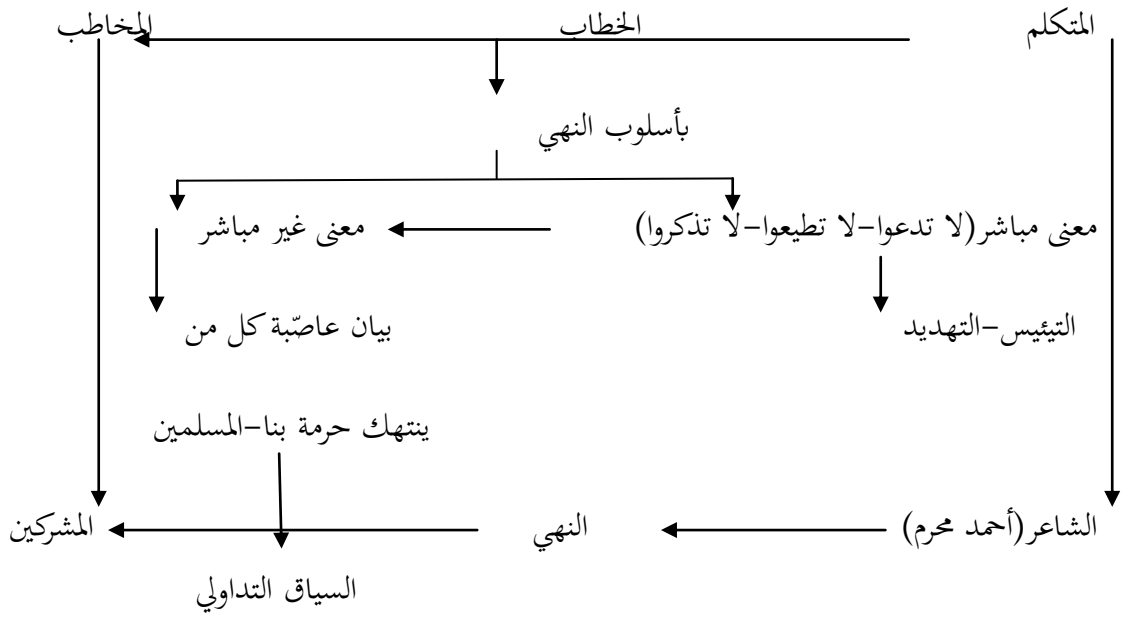 المتكلم الخطاب المخاطب
بأسلوب النهي
معنى مباشر(لا تدعوا-لا تطيعوا-لا تذكروا) معنى غير مباشر
التيئيس-التهديد بيان عاصّبة كل من
ينتهك حرمة بنا-المسلمين
الشاعر(أحمد محرم) النهي المشركين
السياق التداولي